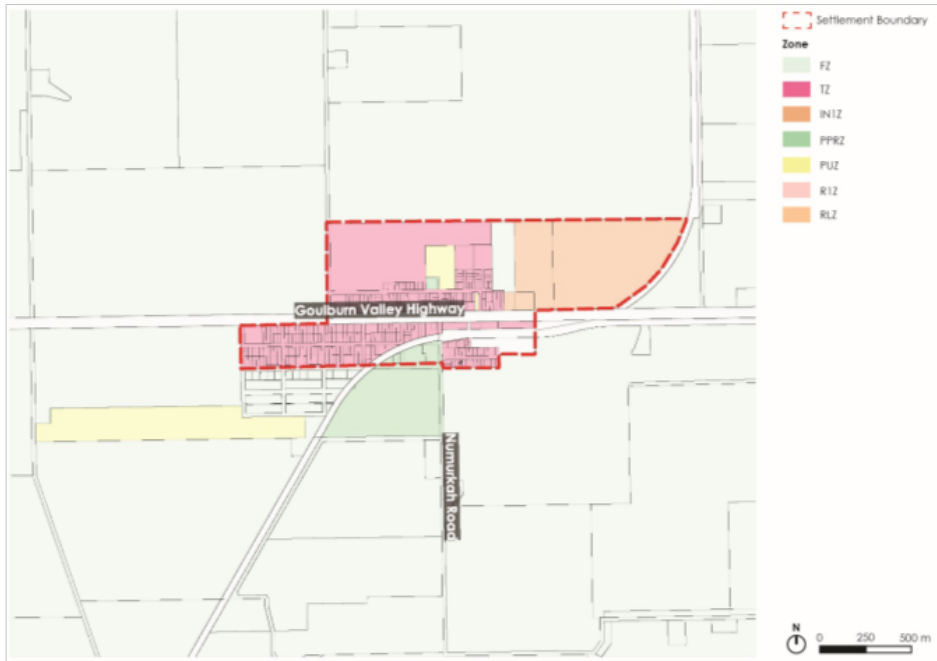 Settlement Boundary
Zone
FZ
TZ
IN1Z
PPRZ
PUZ
R1Z
RLZ
Goulburn Valley Highway
Numurkah Road
N
0 250 500 m